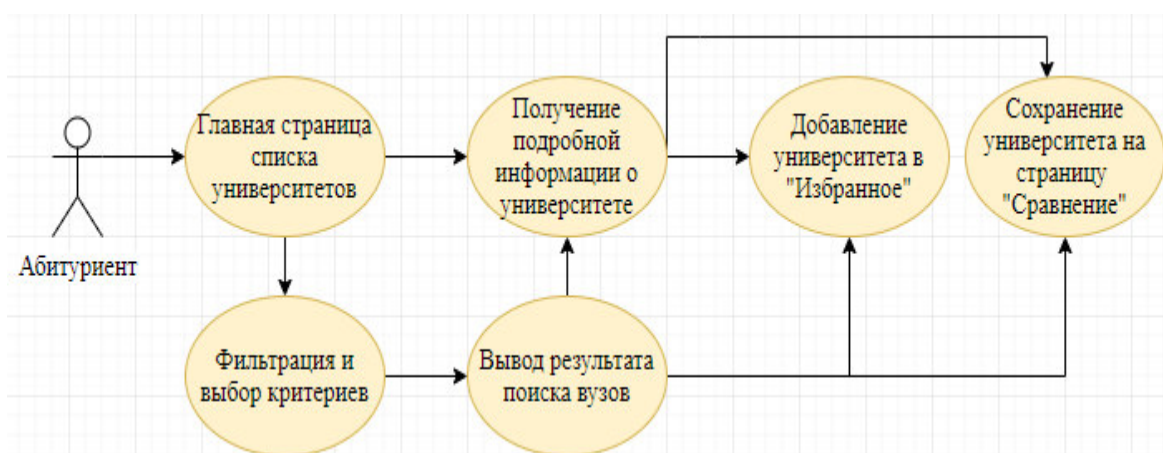 Главная страница
списка
университетов
Получение
подробной
информации о
университете
Добавление
университета в
"Избранное"
Сохранение
университета на
страницу
"Сравнение"
Абитуриент
Фильтрация и
выбор критериев
Вывод результата
поиска вузов